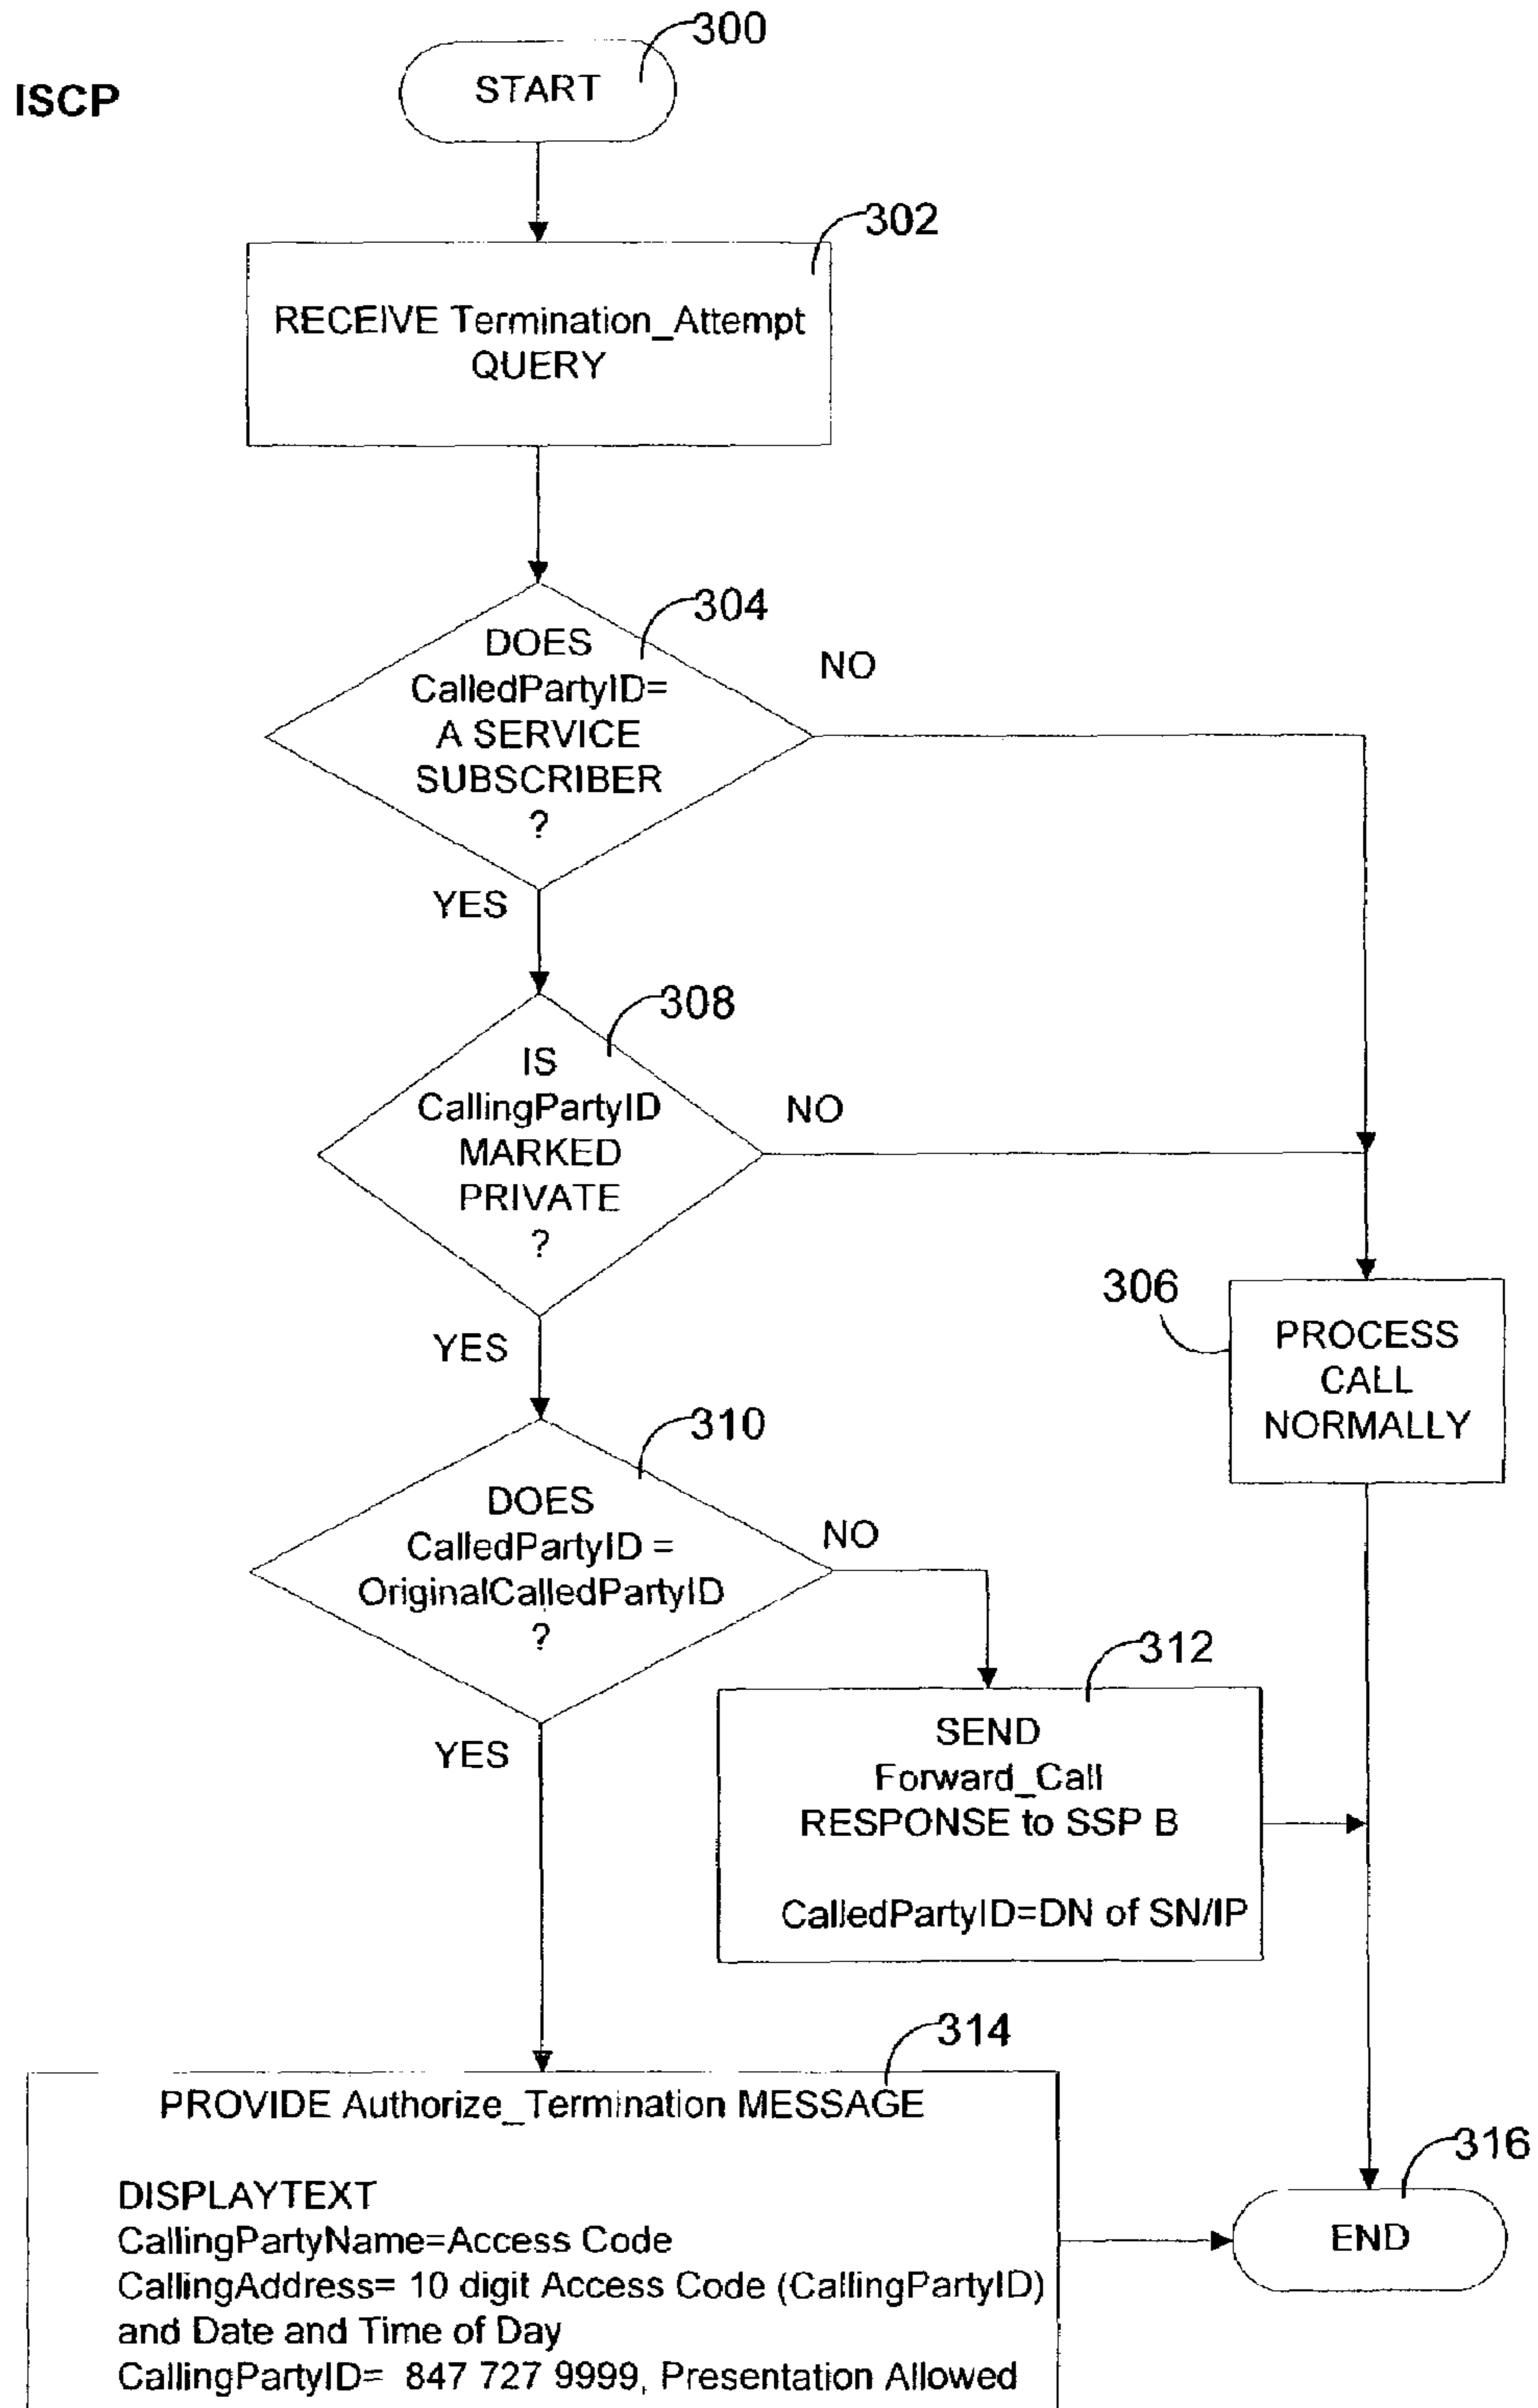 300
ISCP
START
302
RECEIVE Termination_Attempt
QUERY
304
DOES
CalledPartyID=
A SERVICE
SUBSCRIBER
?
NO
YES
308
IS
CallingPartyID
MARKED
PRIVATE
?
NO
YES
306
PROCESS
CALL
NORMALLY
310
DOES
CalledPartyID =
OriginalCalledPartyID
?
NO
YES
312
SEND
Forward_Call
RESPONSE to SSP B
CalledPartyID=DN of SN/IP
314
PROVIDE Authorize_Termination MESSAGE
DISPLAYTEXT
CallingPartyName=Access Code
CallingAddress= 10 digit Access Code (CallingPartyID)
and Date and Time of Day
CallingPartyID= 847 727 9999, Presentation Allowed
316
END